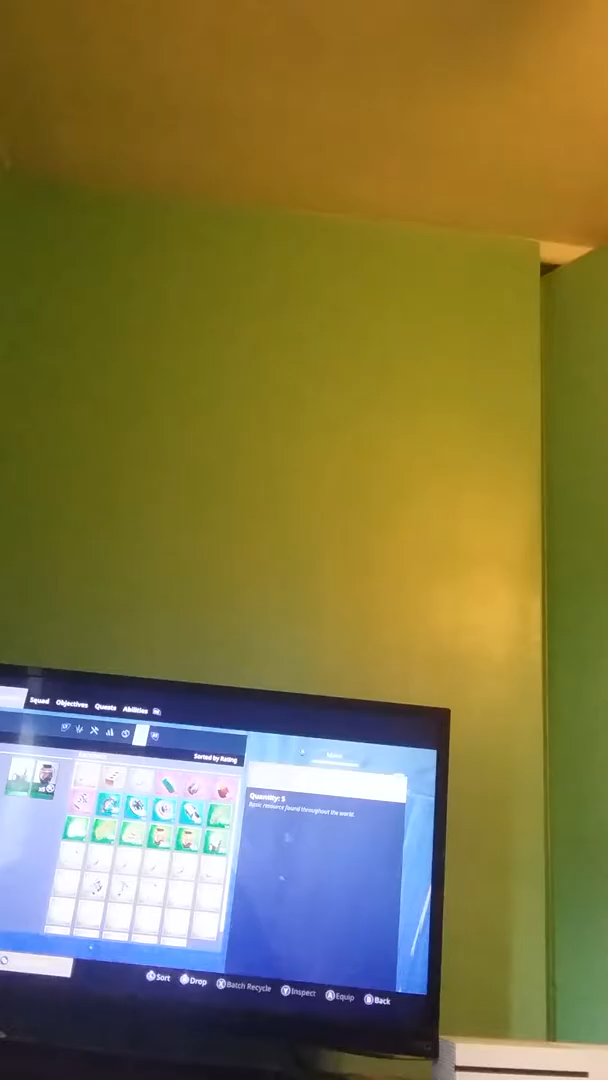 Squad Objectives Quests Abilities
Sorted by Rating
Quantity: 5
Basic resource found throughout the world.
Sort Drop X Batch Recycle Y Inspect A Equip B Back